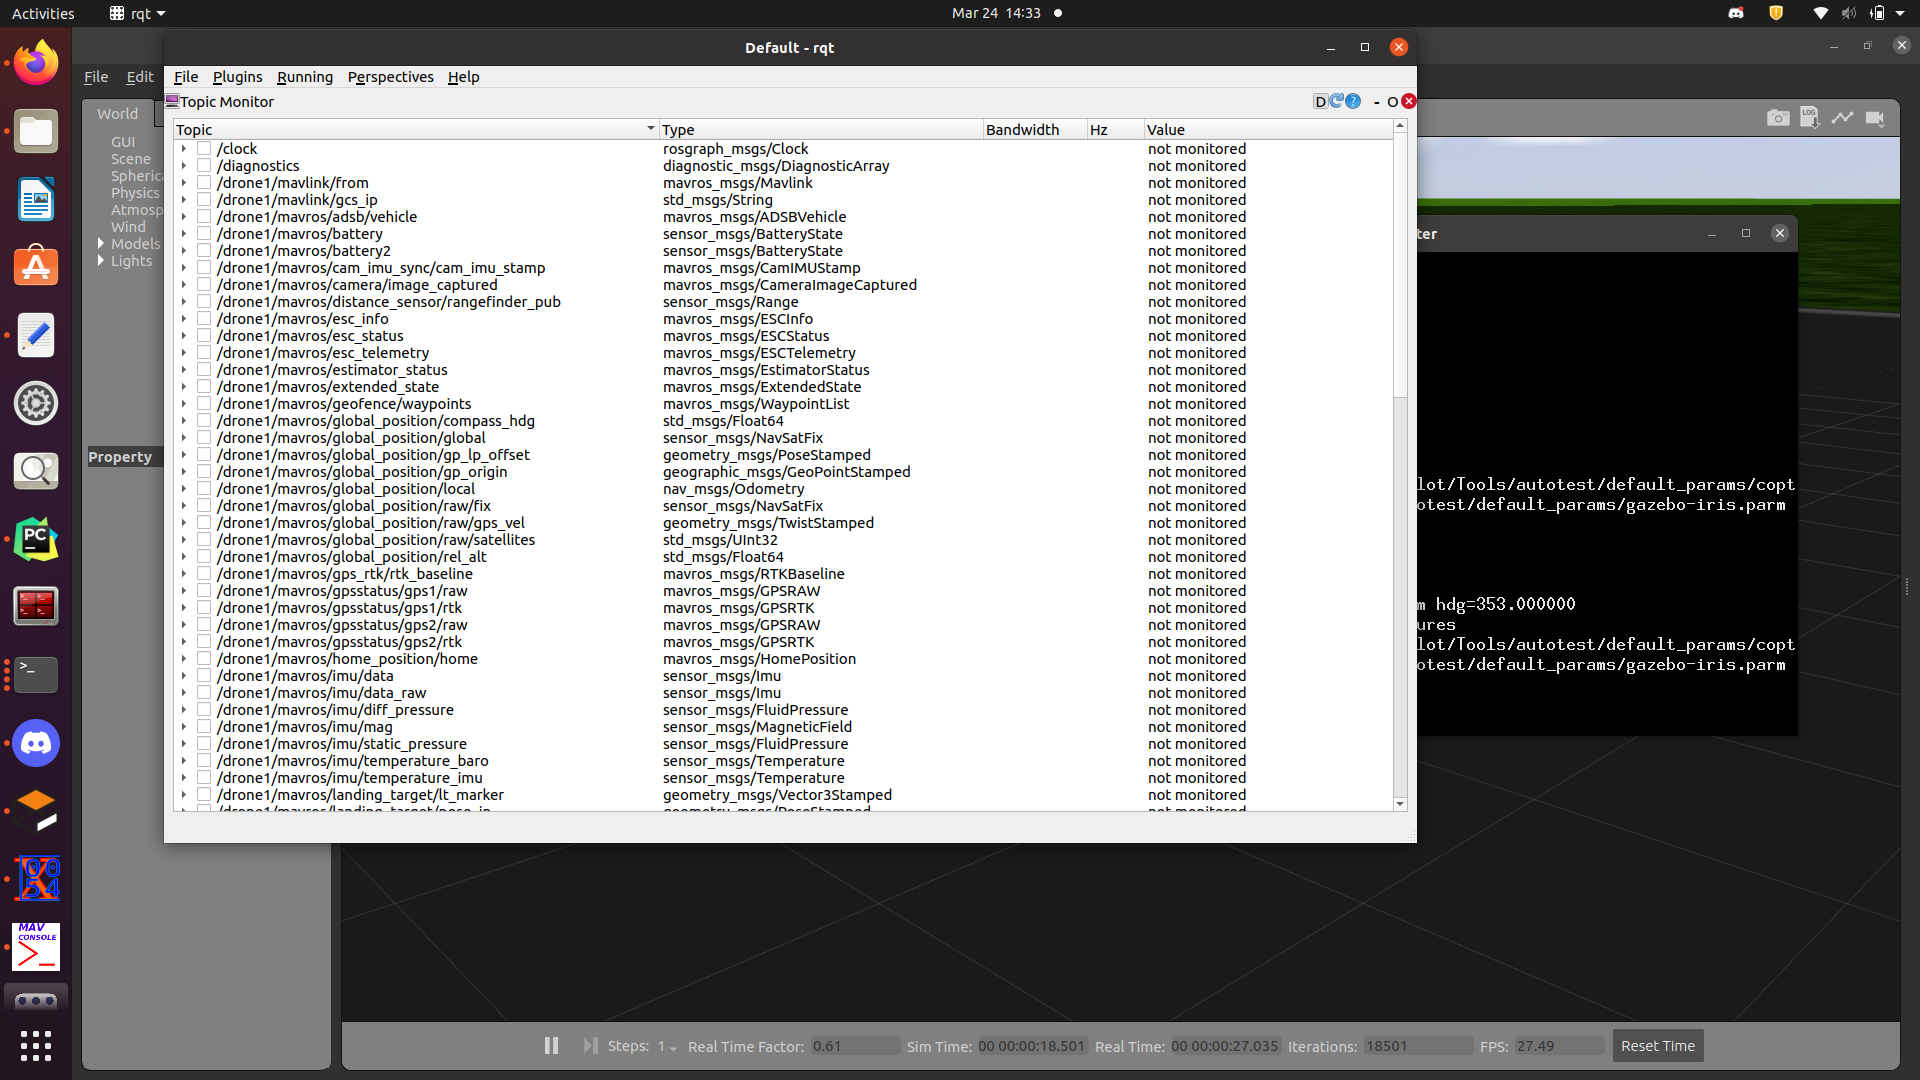 Activities
rqt
Mar 24 14:33
Default - rqt
File Edit
File Plugins Running Perspectives Help
Topic Monitor
D
?
- O
World
GUI
Scene
Spheric
Physics
Atmosp
Wind
Models
Lights
Property
LOG
Topic Type Bandwidth Hz Value
/clock rosgraph_msgs/Clock not monitored
/diagnostics diagnostic_msgs/DiagnosticArray not monitored
/drone1/mavlink/from mavros_msgs/Mavlink not monitored
/drone1/mavlink/gcs_ip std_msgs/String not monitored
/drone1/mavros/adsb/vehicle mavros_msgs/ADSBVehicle not monitored
/drone1/mavros/battery sensor_msgs/BatteryState not monitored
/drone1/mavros/battery2 sensor_msgs/BatteryState not monitored
/drone1/mavros/cam_imu_sync/cam_imu_stamp mavros_msgs/CamIMUStamp not monitored
/drone1/mavros/camera/image_captured mavros_msgs/CameraImageCaptured not monitored
/drone1/mavros/distance_sensor/rangefinder_pub sensor_msgs/Range not monitored
/drone1/mavros/esc_info mavros_msgs/ESCInfo not monitored
/drone1/mavros/esc_status mavros_msgs/ESCStatus not monitored
/drone1/mavros/esc_telemetry mavros_msgs/ESCTelemetry not monitored
/drone1/mavros/estimator_status mavros_msgs/EstimatorStatus not monitored
/drone1/mavros/extended_state mavros_msgs/ExtendedState not monitored
/drone1/mavros/geofence/waypoints mavros_msgs/WaypointList not monitored
/drone1/mavros/global_position/compass_hdg std_msgs/Float64 not monitored
/drone1/mavros/global_position/global sensor_msgs/NavSatFix not monitored
/drone1/mavros/global_position/gp_lp_offset geometry_msgs/PoseStamped not monitored
/drone1/mavros/global_position/gp_origin geographic_msgs/GeoPointStamped not monitored
/drone1/mavros/global_position/local nav_msgs/Odometry not monitored
/drone1/mavros/global_position/raw/fix sensor_msgs/NavSatFix not monitored
/drone1/mavros/global_position/raw/gps_vel geometry_msgs/TwistStamped not monitored
/drone1/mavros/global_position/raw/satellites std_msgs/UInt32 not monitored
/drone1/mavros/global_position/rel_alt std_msgs/Float64 not monitored
/drone1/mavros/gps_rtk/rtk_baseline mavros_msgs/RTKBaseline not monitored
/drone1/mavros/gpsstatus/gps1/raw mavros_msgs/GPSRAW not monitored
/drone1/mavros/gpsstatus/gps1/rtk mavros_msgs/GPSRTK not monitored
/drone1/mavros/gpsstatus/gps2/raw mavros_msgs/GPSRAW not monitored
/drone1/mavros/gpsstatus/gps2/rtk mavros_msgs/GPSRTK not monitored
/drone1/mavros/home_position/home mavros_msgs/HomePosition not monitored
/drone1/mavros/imu/data sensor_msgs/Imu not monitored
/drone1/mavros/imu/data_raw sensor_msgs/Imu not monitored
/drone1/mavros/imu/diff_pressure sensor_msgs/FluidPressure not monitored
/drone1/mavros/imu/mag sensor_msgs/MagneticField not monitored
/drone1/mavros/imu/static_pressure sensor_msgs/FluidPressure not monitored
/drone1/mavros/imu/temperature_baro sensor_msgs/Temperature not monitored
/drone1/mavros/imu/temperature_imu sensor_msgs/Temperature not monitored
/drone1/mavros/landing_target/lt_marker geometry_msgs/Vector3Stamped not monitored
/drone1/mavros/landing_target/pose_in geometry_msgs/PoseStamped not monitored
ter
lot/Tools/autotest/default_params/copt
otest/default_params/gazebo-iris.parm
m hdg=353.000000
ures
lot/Tools/autotest/default_params/copt
otest/default_params/gazebo-iris.parm
PC
>_
MAV
CONSOLE
>_
Steps: 1 Real Time Factor: 0.61 Sim Time: 00 00:00:18.501 Real Time: 00 00:00:27.035 Iterations: 18501 FPS: 27.49 Reset Time